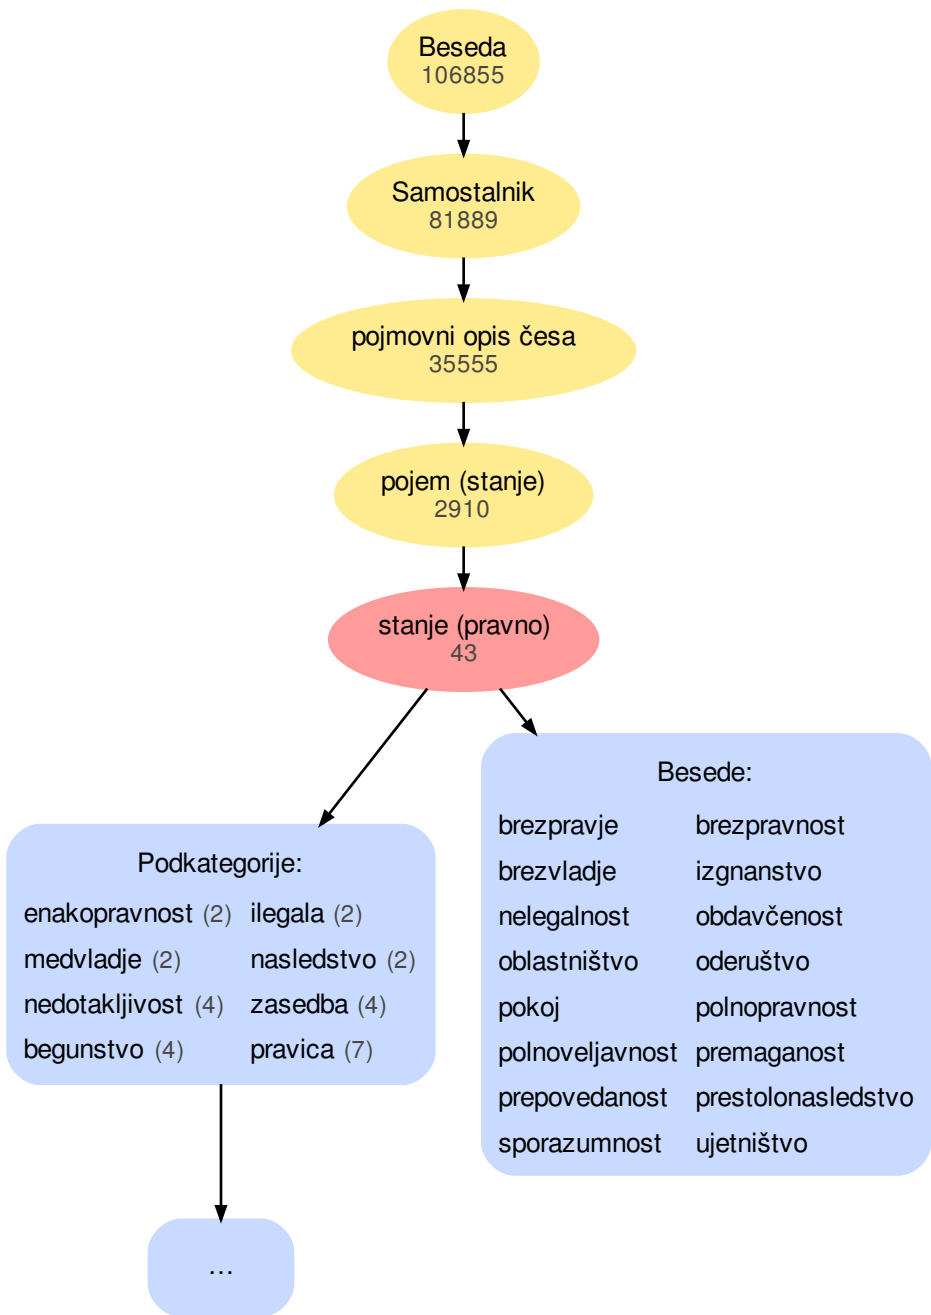 Beseda
106855
Samostalnik
81889
pojmovni opis česa
35555
pojem (stanje)
2910
stanje (pravno)
43
Podkategorije:
enakopravnost (2) ilegala (2)
medvladje (2) nasledstvo (2)
nedotakljivost (4) zasedba (4)
begunstvo (4) pravica (7)
...
Besede:
brezpravje brezpravnost
brezvladje izgnanstvo
nelegalnost obdavčenost
oblastništvo oderuštvo
pokoj polnopravnost
polnoveljavnost premaganost
prepovedanost prestolonasledstvo
sporazumnost ujetništvo